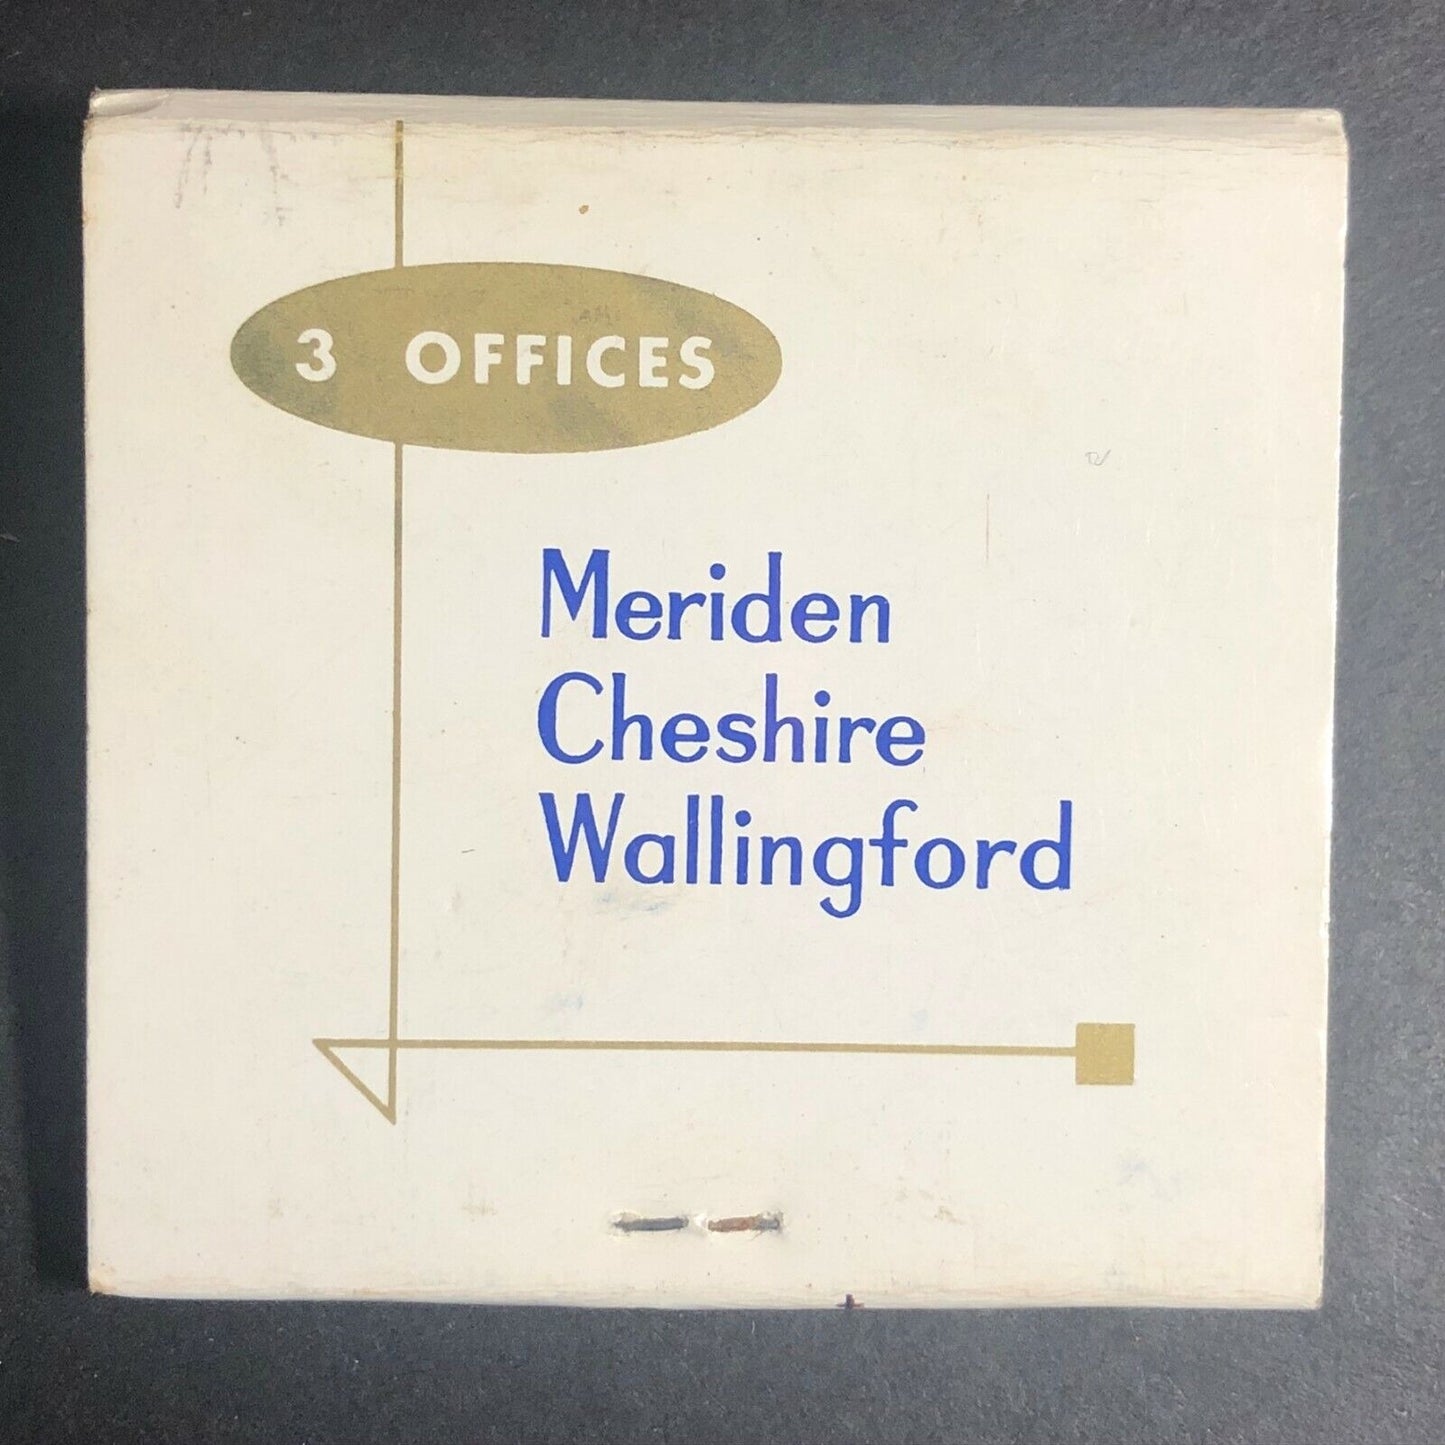 3 OFFICES
Meriden
Cheshire
Wallingford